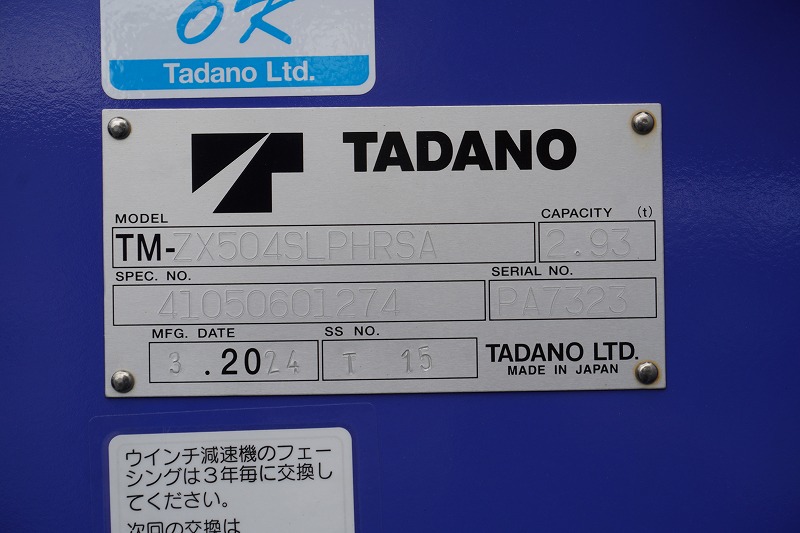 OK
Tadano Ltd.
TADANO
MODEL
CAPACITY (t)
TM-ZX504SLPHRSA
2.93
SPEC. NO.
SERIAL NO.
41050601274
PA7323
MFG. DATE
SS NO.
3 .2024
T 15
TADANO LTD.
MADE IN JAPAN
ウインチ減速機のフェー
シングは3年毎に交換し
てください。
次回の交換は